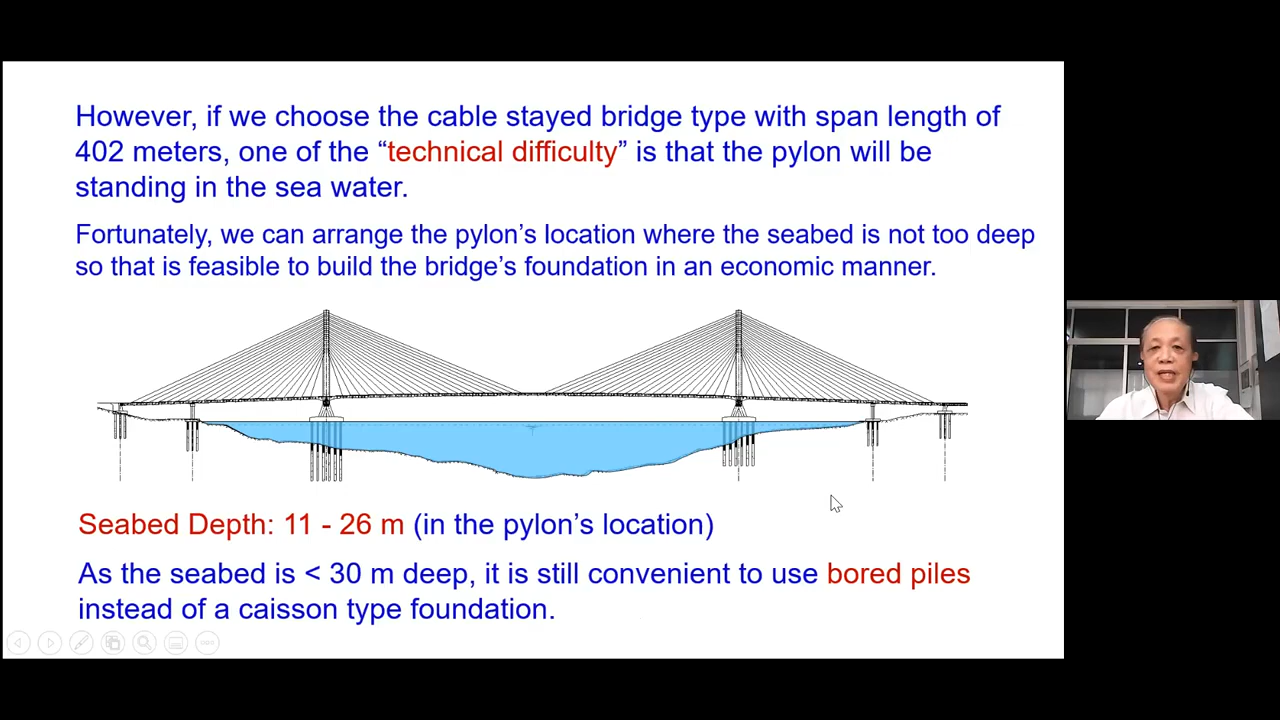 However, if we choose the cable stayed bridge type with span length of
402 meters, one of the “technical difficulty” is that the pylon will be
standing in the sea water.
Fortunately, we can arrange the pylon’s location where the seabed is not too deep
so that is feasible to build the bridge’s foundation in an economic manner.
Seabed Depth: 11 - 26 m (in the pylon’s location)
As the seabed is < 30 m deep, it is still convenient to use bored piles
instead of a caisson type foundation.